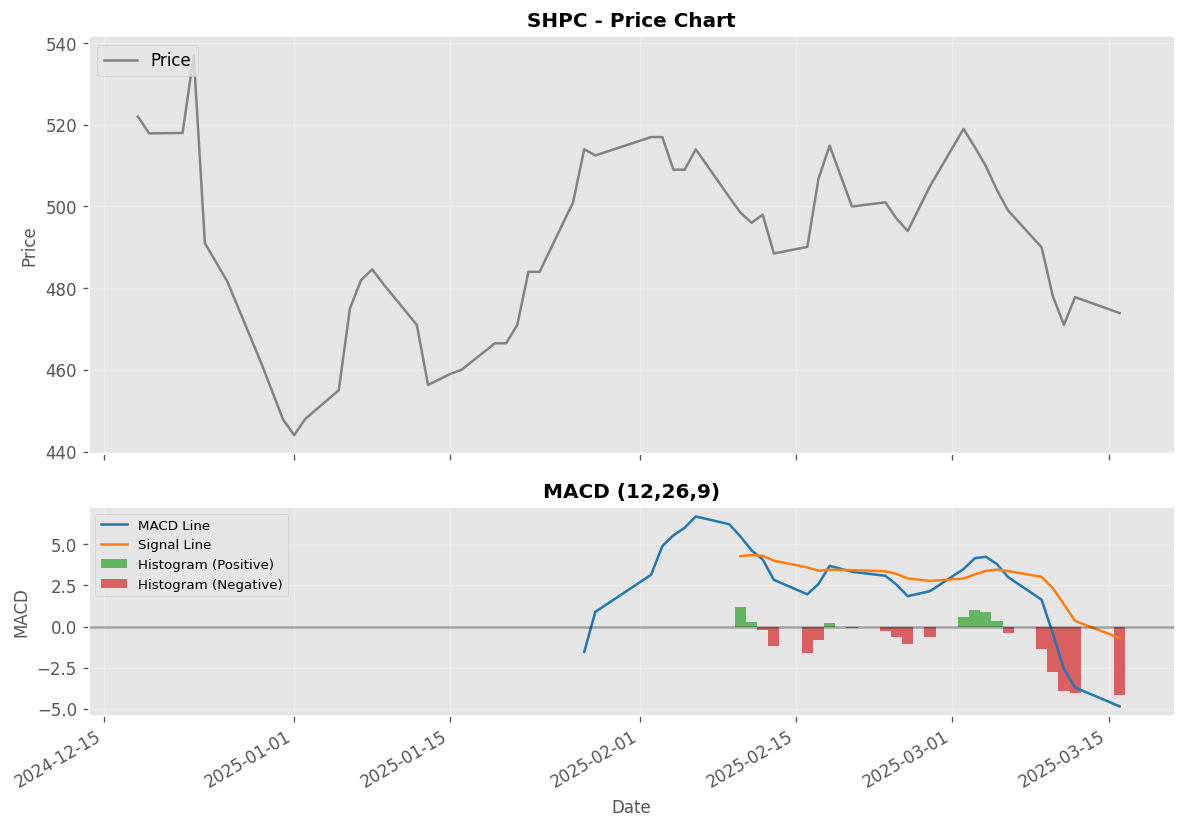 SHPC - Price Chart
Price
540
520
500
480
460
440
Price
MACD (12,26,9)
MACD Line
Signal Line
Histogram (Positive)
Histogram (Negative)
5.0
2.5
0.0
−2.5
−5.0
MACD
2024-12-15
2025-01-01
2025-01-15
2025-02-01
2025-02-15
2025-03-01
2025-03-15
Date